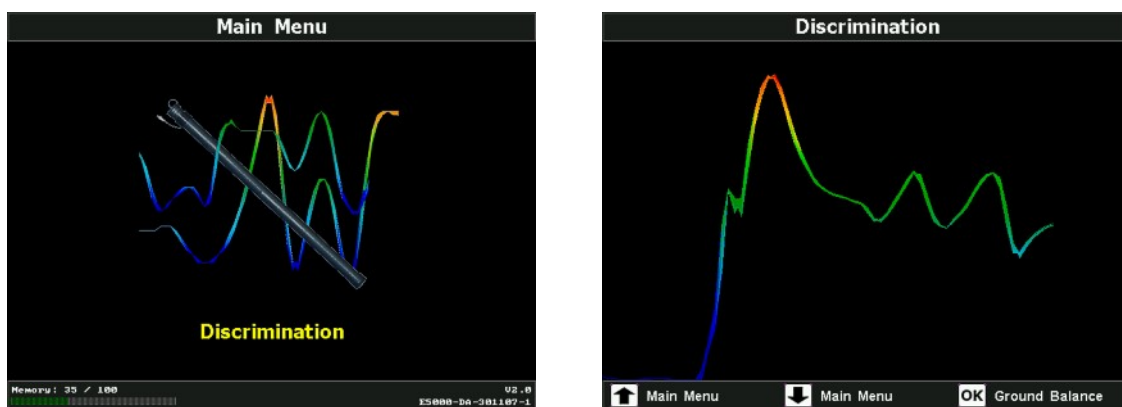 Main Menu
Discrimination
Memory: 35 / 100
V2.0
E5000-DA-301107-1
Discrimination
Main Menu
Main Menu
OK Ground Balance